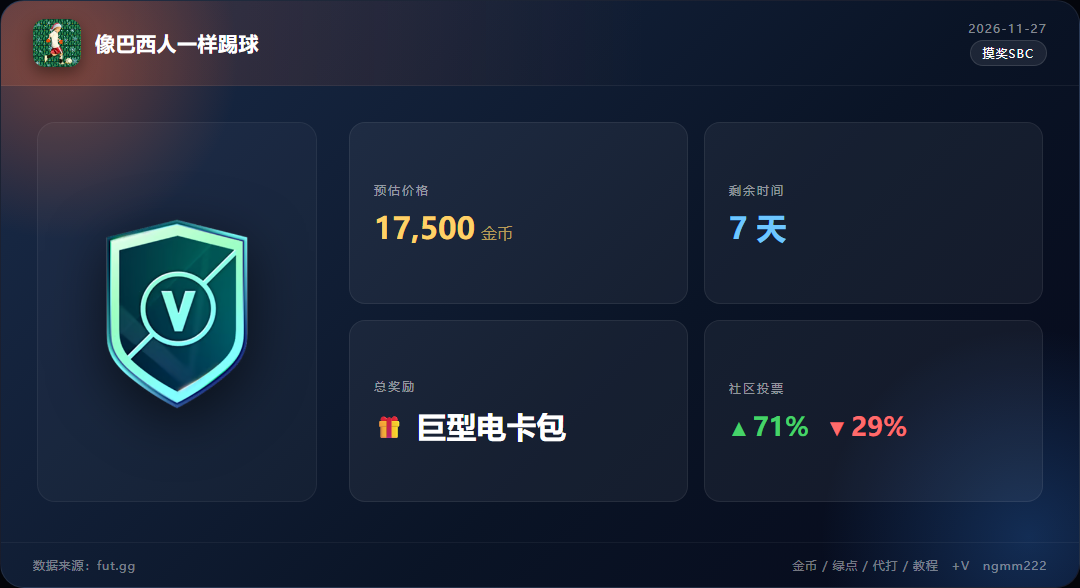 像巴西人一样踢球
2026-11-27
摸奖SBC
V
预估价格
17,500 金币
剩余时间
7 天
总奖励
巨型电卡包
社区投票
▲71% ▼29%
数据来源：fut.gg
金币 / 绿点 / 代打 / 教程 +V ngmm222